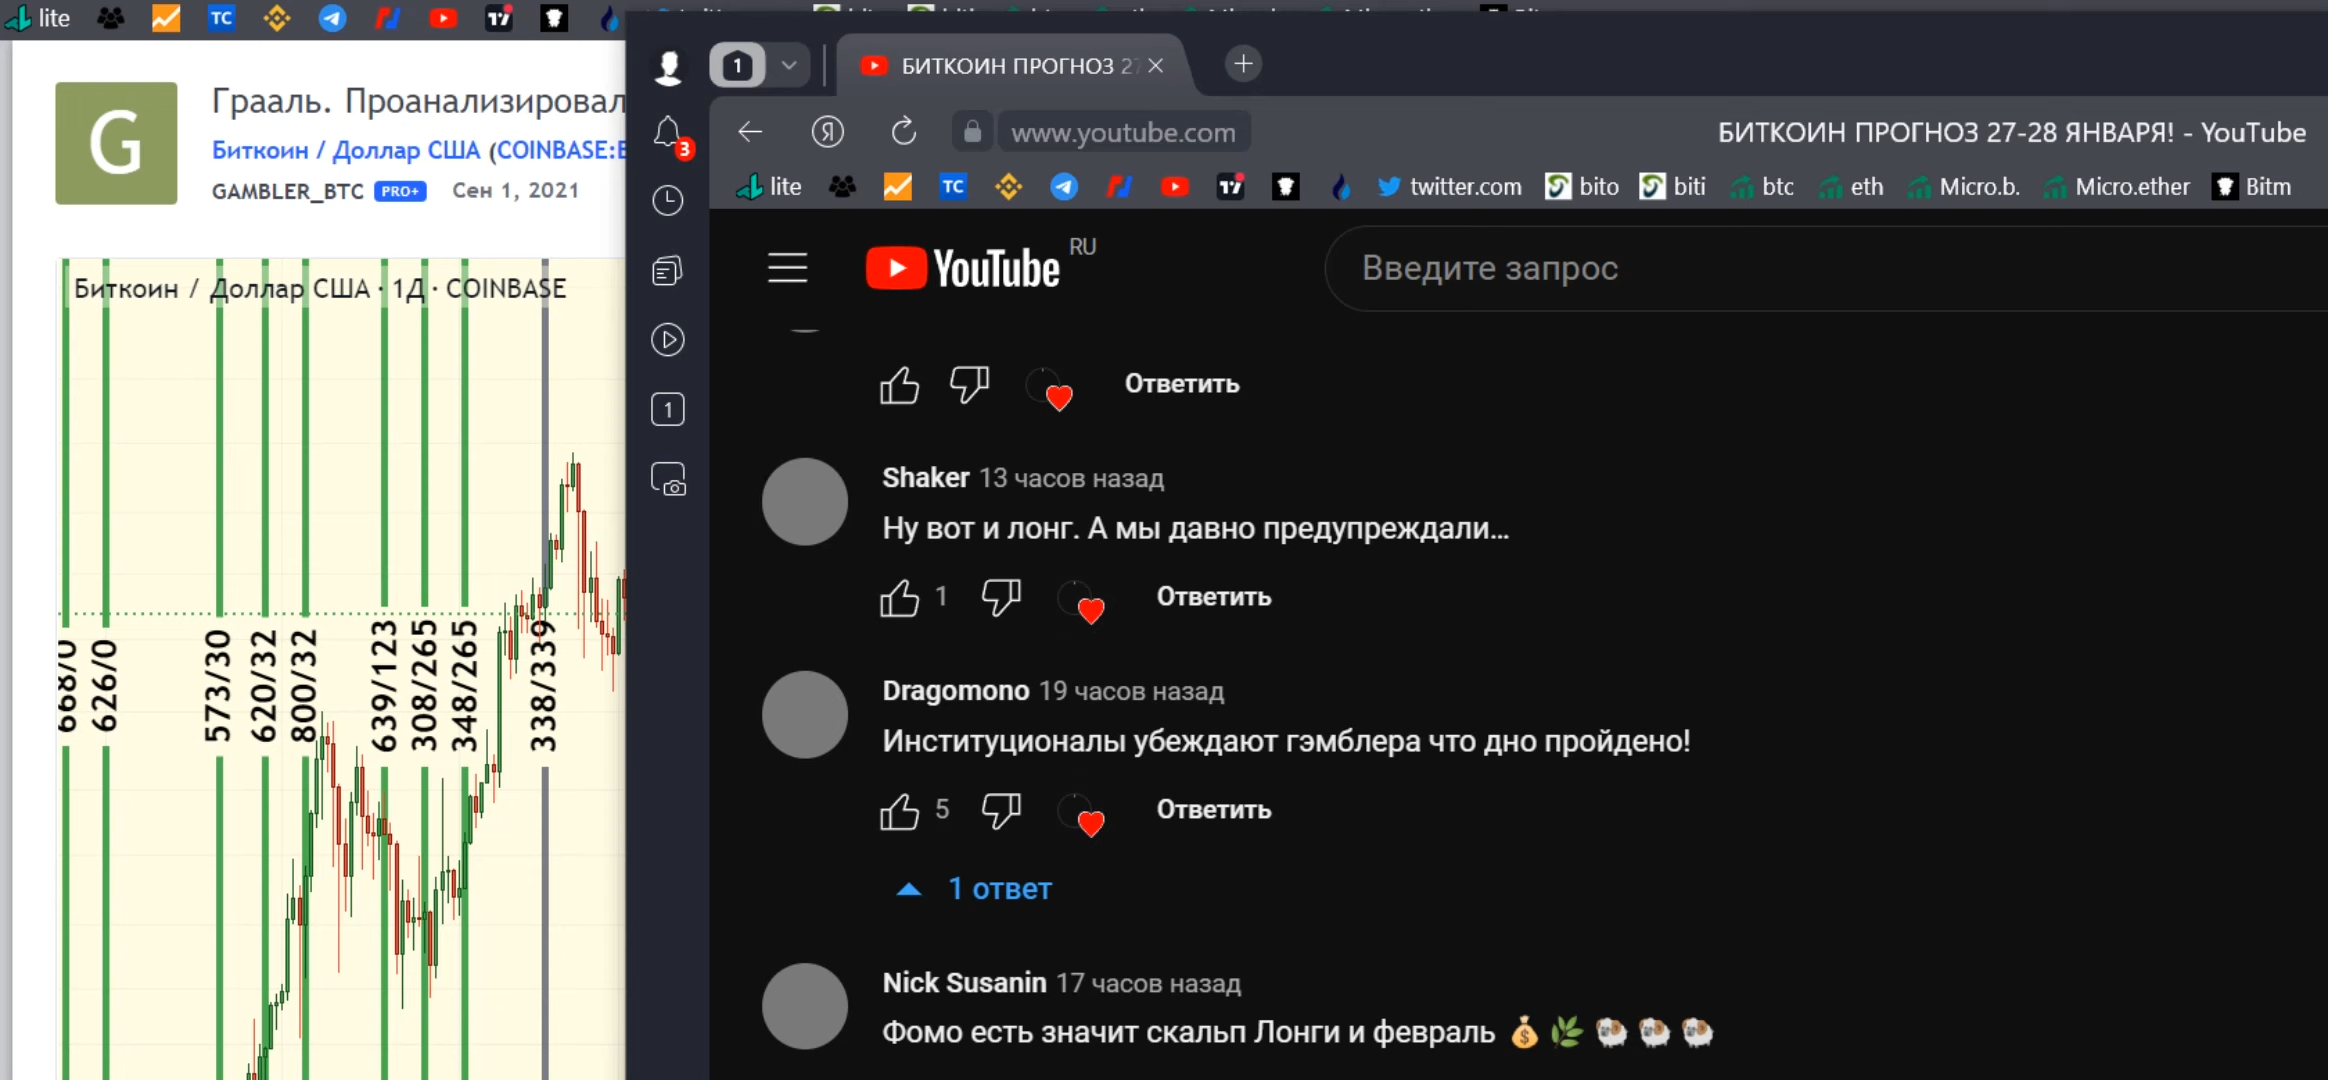 lite
TC
Грааль. Проанализировал
Биткоин / Доллар США (COINBASE:
GAMBLER_BTC PRO+ Сен 1, 2021
G
Биткоин / Доллар США · 1Д · COINBASE
668/0
626/0
573/30
620/32
800/32
639/123
308/265
348/265
338/339
1
БИТКОИН ПРОГНОЗ 27
3
1
Я
www.youtube.com
БИТКОИН ПРОГНОЗ 27-28 ЯНВАРЯ! - YouTube
lite TC twitter.com bito biti btc eth Micro.b. Micro.ether Bitm
YouTube RU
Введите запрос
Ответить
Shaker 13 часов назад
Ну вот и лонг. А мы давно предупреждали...
1 Ответить
Dragomono 19 часов назад
Институционалы убеждают гэмблера что дно пройдено!
5 Ответить
1 ответ
Nick Susanin 17 часов назад
Фомо есть значит скальп Лонги и февраль 💰🌿🐏🐏🐏